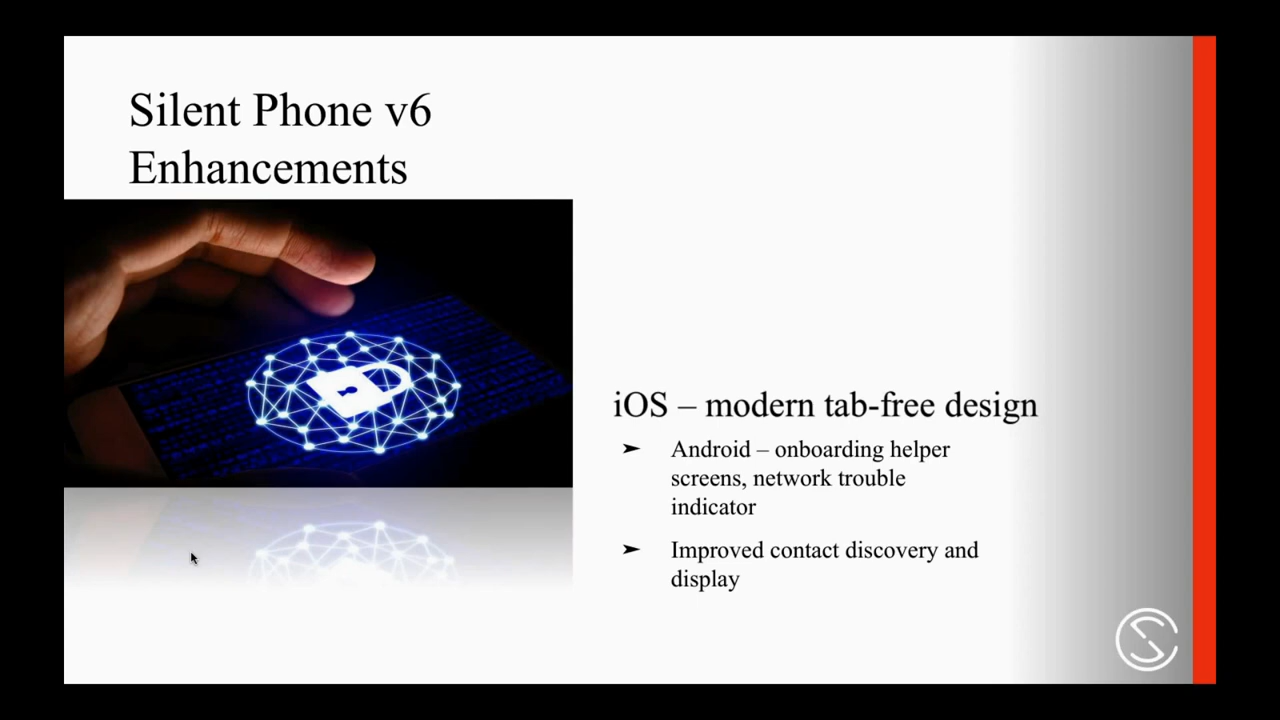 Silent Phone v6
Enhancements
iOS – modern tab-free design
➤ Android – onboarding helper
screens, network trouble
indicator
➤ Improved contact discovery and
display